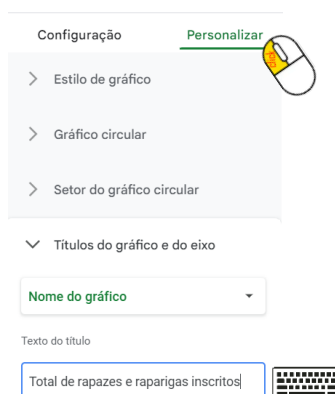 Configuração
Personalizar
click
Estilo de gráfico
Gráfico circular
Setor do gráfico circular
Títulos do gráfico e do eixo
Nome do gráfico
Texto do título
Total de rapazes e raparigas inscritos